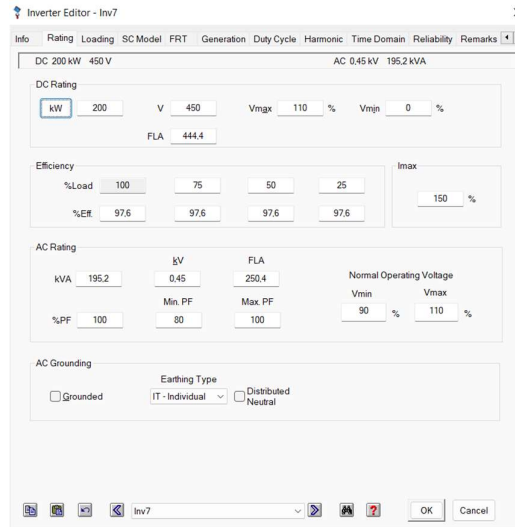 Inverter Editor - Inv7
Info Rating Loading SC Model FRT Generation Duty Cycle Harmonic Time Domain Reliability Remarks
DC 200 kW 450 V AC 0,45 kV 195,2 kVA
DC Rating
kW 200 V 450 Vmax 110 % Vmin 0 %
FLA 444,4
Efficiency Imax
%Load 100 75 50 25
150 %
%Eff. 97,6 97,6 97,6 97,6
AC Rating
kV FLA
kVA 195,2 0,45 250,4 Normal Operating Voltage
Min. PF Max. PF Vmin Vmax
%PF 100 80 100 90 % 110 %
AC Grounding
Earthing Type
Grounded IT - Individual Distributed
Neutral
Inv7 ? OK Cancel